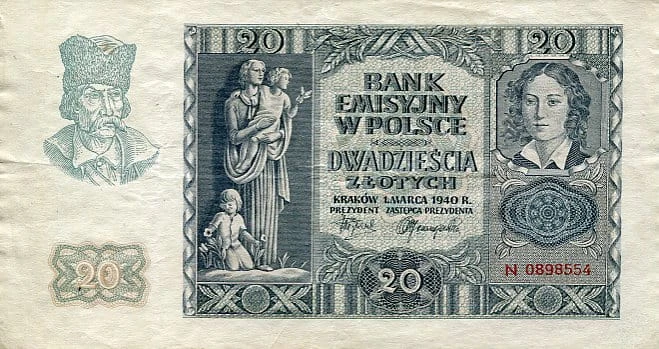 20
20
BANK
EMISYJNY
W POLSCE
DWADZIEŚCIA
ZŁOTYCH
KRAKÓW 1. MARCA 1940 R.
PREZYDENT ZASTĘPCA PREZYDENTA
20
20
N 0898554